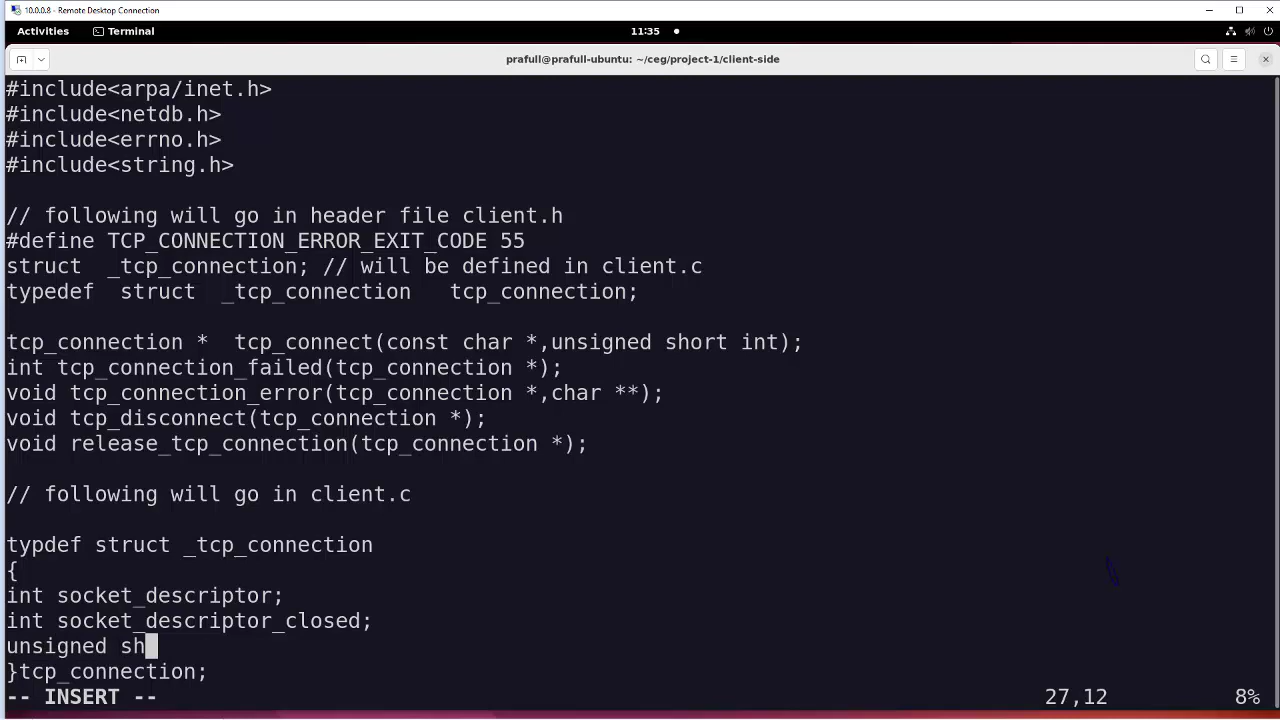 10.0.0.8 - Remote Desktop Connection
Activities Terminal 11:35
prafull@prafull-ubuntu: ~/ceg/project-1/client-side
#include<arpa/inet.h>
#include<netdb.h>
#include<errno.h>
#include<string.h>
// following will go in header file client.h
#define TCP_CONNECTION_ERROR_EXIT_CODE 55
struct  _tcp_connection; // will be defined in client.c
typedef  struct  _tcp_connection   tcp_connection;
tcp_connection *  tcp_connect(const char *,unsigned short int);
int tcp_connection_failed(tcp_connection *);
void tcp_connection_error(tcp_connection *,char **);
void tcp_disconnect(tcp_connection *);
void release_tcp_connection(tcp_connection *);
// following will go in client.c
typdef struct _tcp_connection
{
int socket_descriptor;
int socket_descriptor_closed;
unsigned sh
}tcp_connection;
-- INSERT -- 27,12 8%